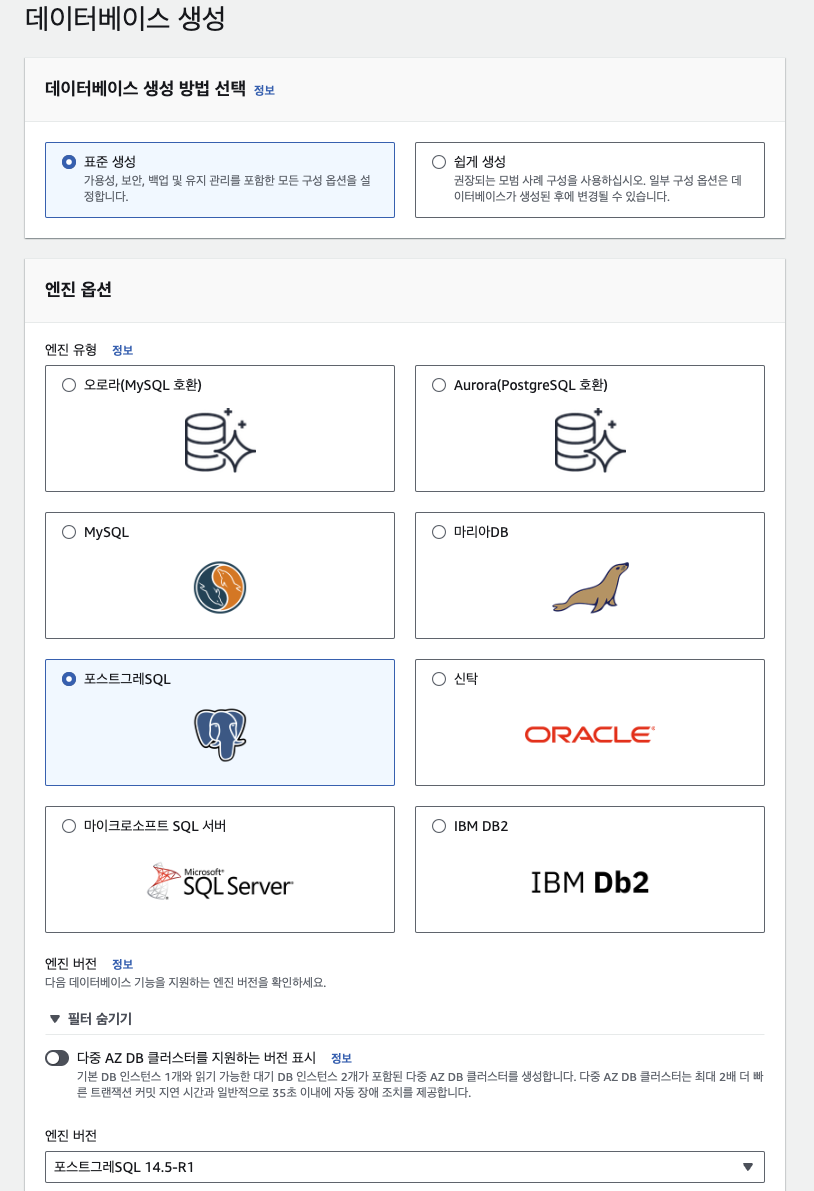 데이터베이스 생성
데이터베이스 생성 방법 선택 정보
표준 생성
가용성, 보안, 백업 및 유지 관리를 포함한 모든 구성 옵션을 설
정합니다.
쉽게 생성
권장되는 모범 사례 구성을 사용하십시오. 일부 구성 옵션은 데
이터베이스가 생성된 후에 변경될 수 있습니다.
엔진 옵션
엔진 유형 정보
오로라(MySQL 호환)
Aurora(PostgreSQL 호환)
MySQL
마리아DB
포스트그레SQL
신탁
ORACLE
마이크로소프트 SQL 서버
Microsoft®
SQL Server
IBM DB2
IBM Db2
엔진 버전 정보
다음 데이터베이스 기능을 지원하는 엔진 버전을 확인하세요.
▼ 필터 숨기기
다중 AZ DB 클러스터를 지원하는 버전 표시 정보
기본 DB 인스턴스 1개와 읽기 가능한 대기 DB 인스턴스 2개가 포함된 다중 AZ DB 클러스터를 생성합니다. 다중 AZ DB 클러스터는 최대 2배 더 빠
른 트랜잭션 커밋 지연 시간과 일반적으로 35초 이내에 자동 장애 조치를 제공합니다.
엔진 버전
포스트그레SQL 14.5-R1